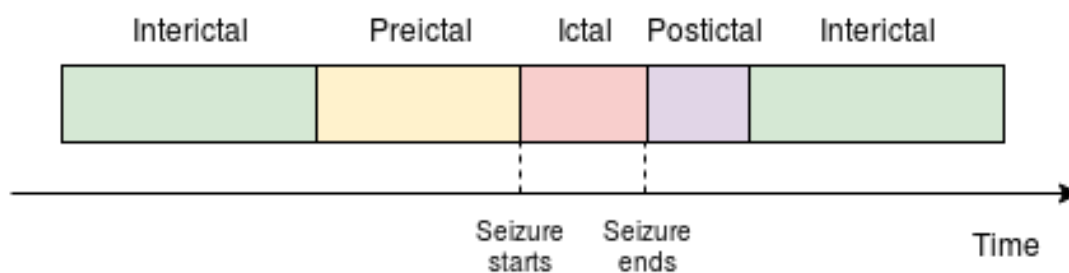 Interictal
Preictal
Ictal
Postictal
Interictal
Seizure
starts
Seizure
ends
Time